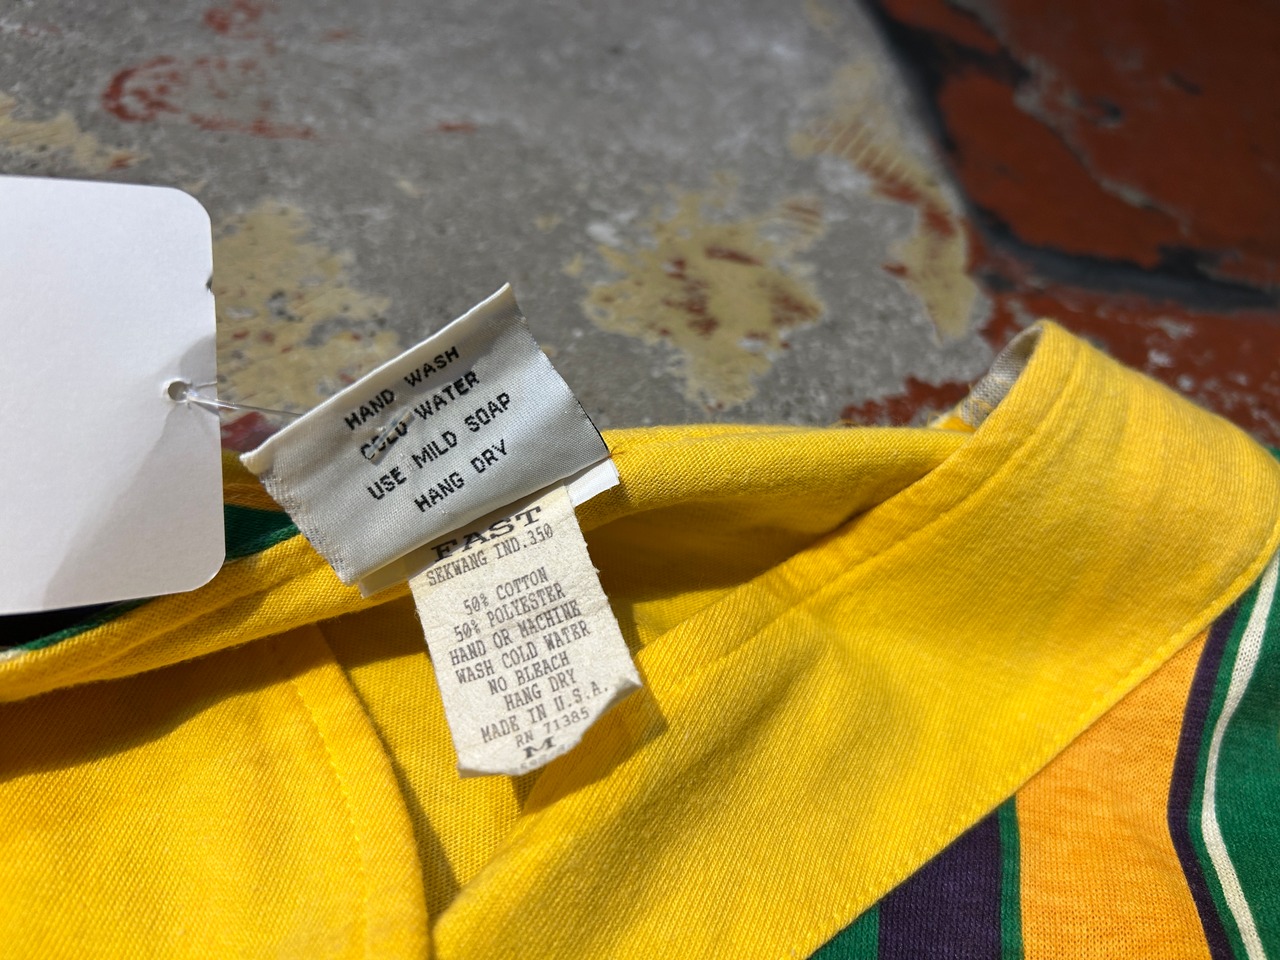 HAND WASH
COLD WATER
USE MILD SOAP
HANG DRY
EAST
SEKWANG IND.350
50% COTTON
50% POLYESTER
HAND OR MACHINE
WASH COLD WATER
NO BLEACH
HANG DRY
MADE IN U.S.A.
RN 71385
M